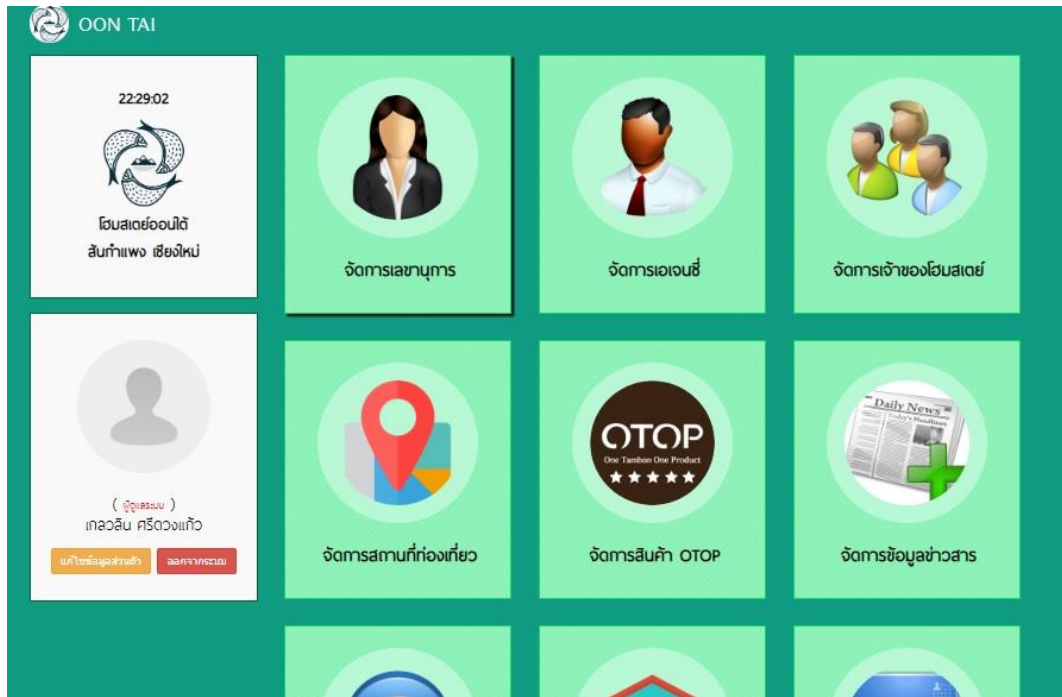 OON TAI
22:29:02
โฮมสเตย์ออนใต้
สันกำแพง เชียงใหม่
( ผู้ดูแลระบบ )
เกลวลิน ศรีดวงแก้ว
แก้ไขข้อมูลส่วนตัว
ออกจากระบบ
จัดการเลขานุการ
จัดการเอเจนซี่
จัดการเจ้าของโฮมสเตย์
จัดการสถานที่ท่องเที่ยว
OTOP
One Tambon One Product
จัดการสินค้า OTOP
Daily News
Today's Headlines
จัดการข้อมูลข่าวสาร